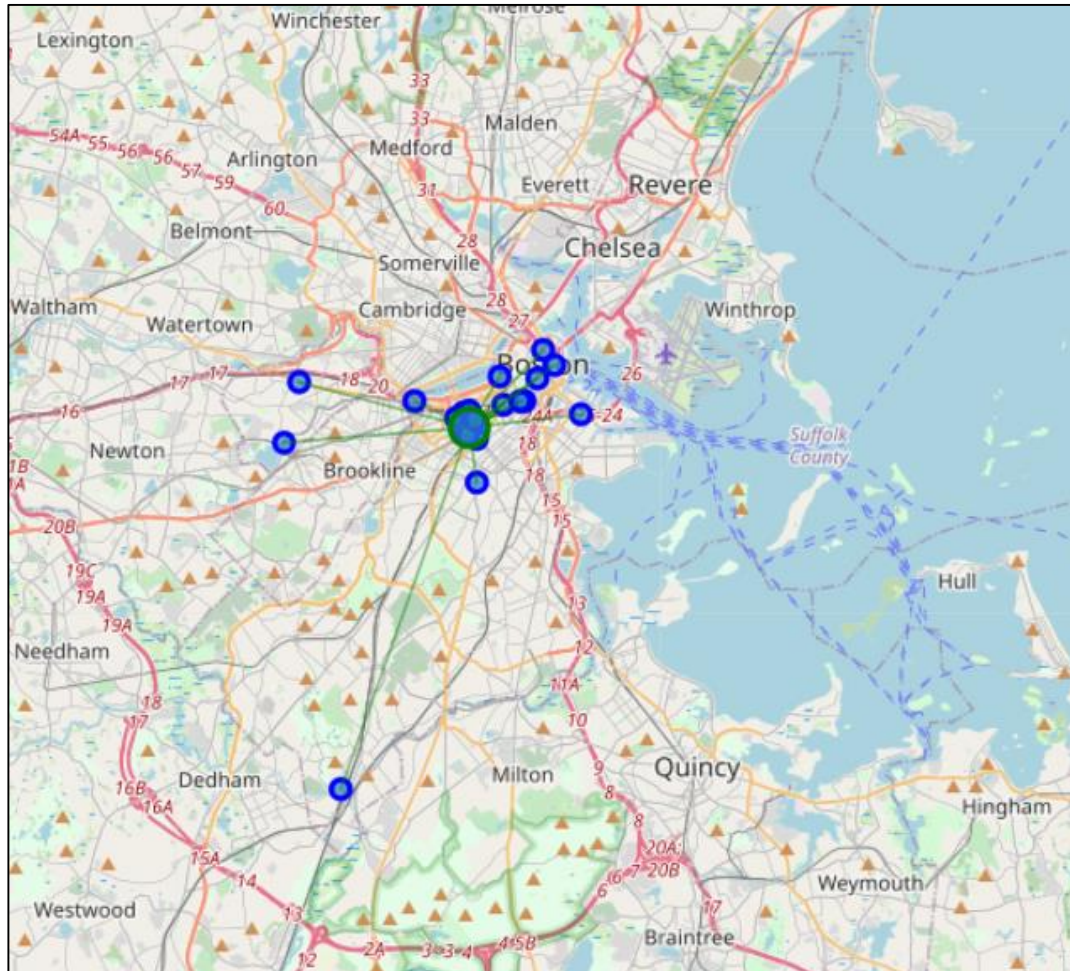 Melrose
Winchester
Lexington
33
Malden
33
54A
55
56
56
57
59
Medford
Arlington
Everett
31
Revere
60
28
Belmont
Chelsea
Somerville
Waltham
Cambridge
28
Winthrop
27
Watertown
Boston
26
17
17
18
20
16
24A
24
18
Suffolk
County
Newton
Brookline
18
1B
1A
15
20B
15
19C
Hull
19A
13
19A
Needham
12
18
11A
17
10
Dedham
Milton
9
Quincy
16B
16A
8
Hingham
8
15A
20A;
20B
7
6
6
14
Weymouth
Westwood
13
17
12
2A
3
3
4
4
5B
Braintree